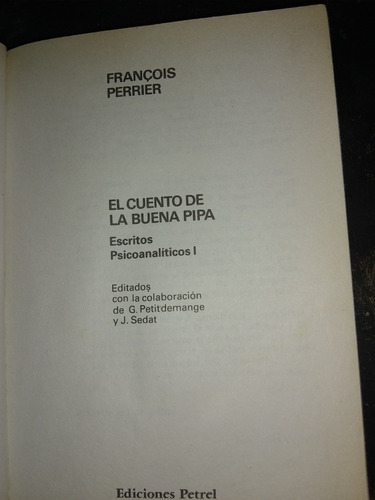 FRANÇOIS
PERRIER
EL CUENTO DE
LA BUENA PIPA
Escritos
Psicoanalíticos I
Editados
con la colaboración
de G. Petitdemange
y J. Sedat
Ediciones Petrel